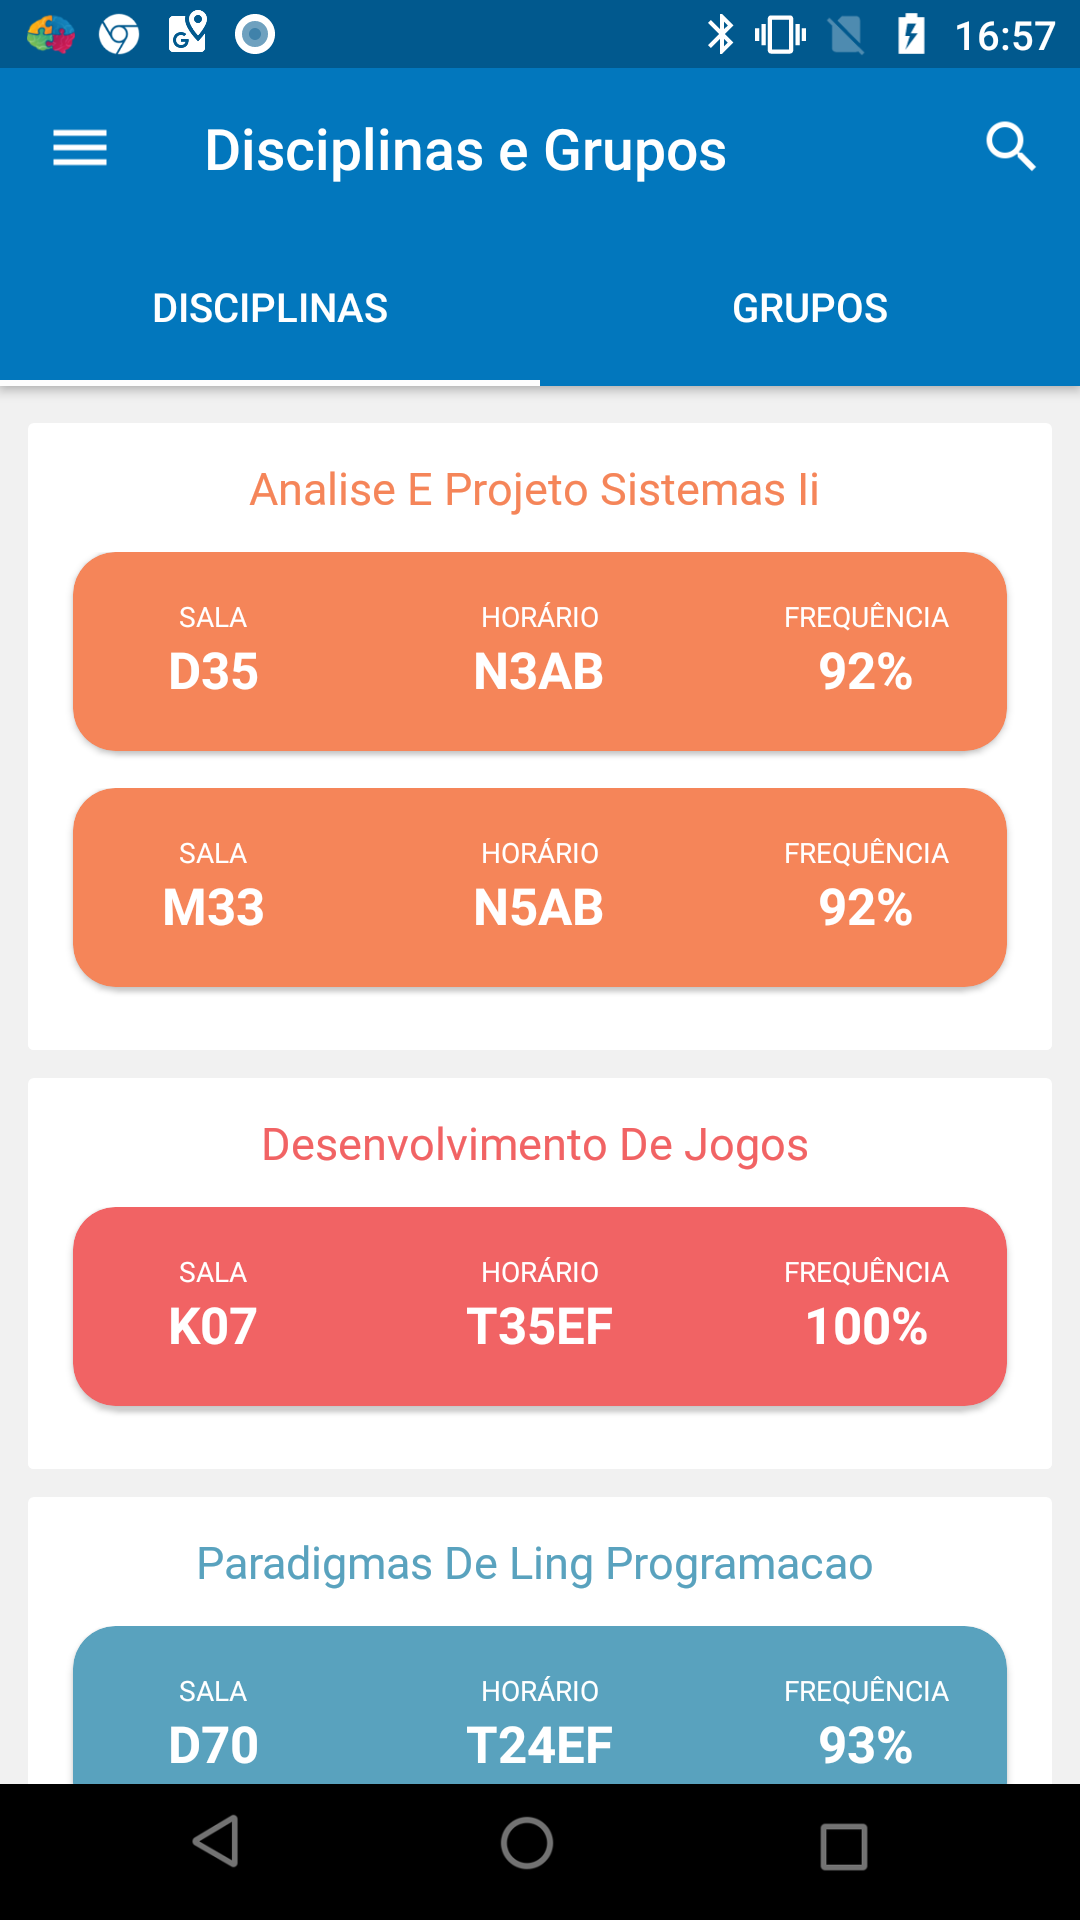 16:57
Disciplinas e Grupos
DISCIPLINAS GRUPOS
Analise E Projeto Sistemas Ii
SALA HORÁRIO FREQUÊNCIA
D35 N3AB 92%
SALA HORÁRIO FREQUÊNCIA
M33 N5AB 92%
Desenvolvimento De Jogos
SALA HORÁRIO FREQUÊNCIA
K07 T35EF 100%
Paradigmas De Ling Programacao
SALA HORÁRIO FREQUÊNCIA
D70 T24EF 93%